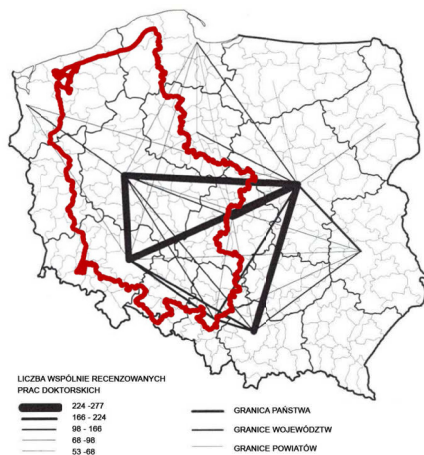 LICZBA WSPÓLNIE RECENZOWANYCH
PRAC DOKTORSKICH
224 -277
166 - 224
98 - 166
68 -98
53 -68
GRANICA PAŃSTWA
GRANICE WOJEWÓDZTW
GRANICE POWIATÓW